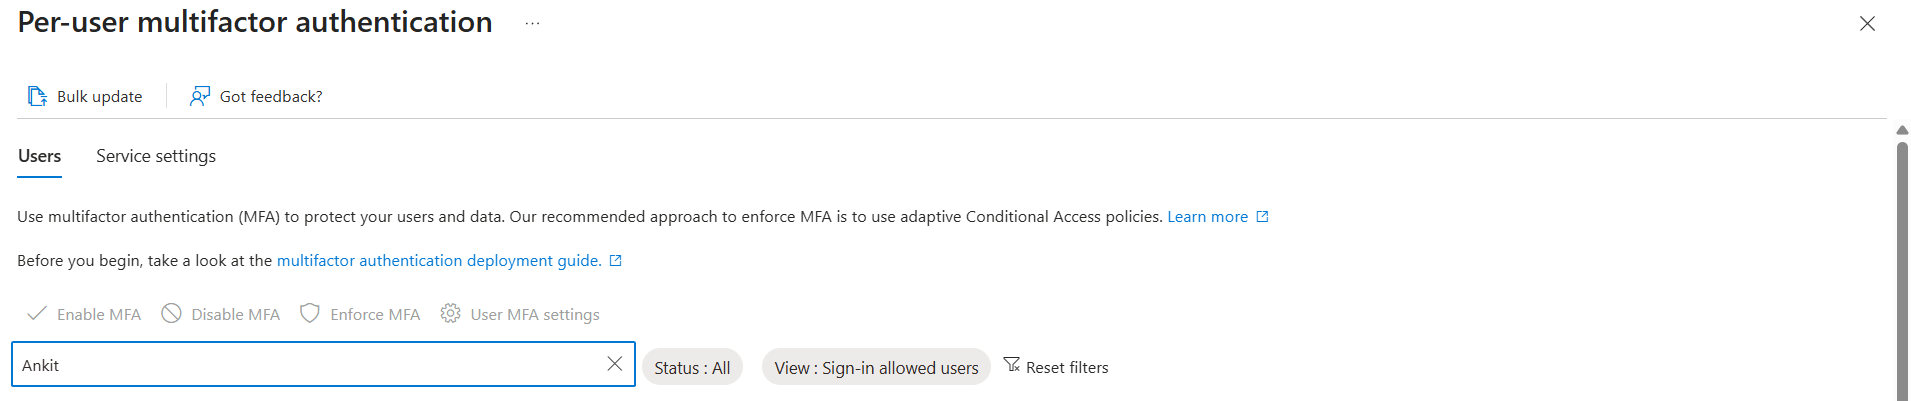 Per-user multifactor authentication ...
Bulk update Got feedback?
Users Service settings
Use multifactor authentication (MFA) to protect your users and data. Our recommended approach to enforce MFA is to use adaptive Conditional Access policies. Learn more
Before you begin, take a look at the multifactor authentication deployment guide.
Enable MFA Disable MFA Enforce MFA User MFA settings
Ankit Status : All View : Sign-in allowed users Reset filters